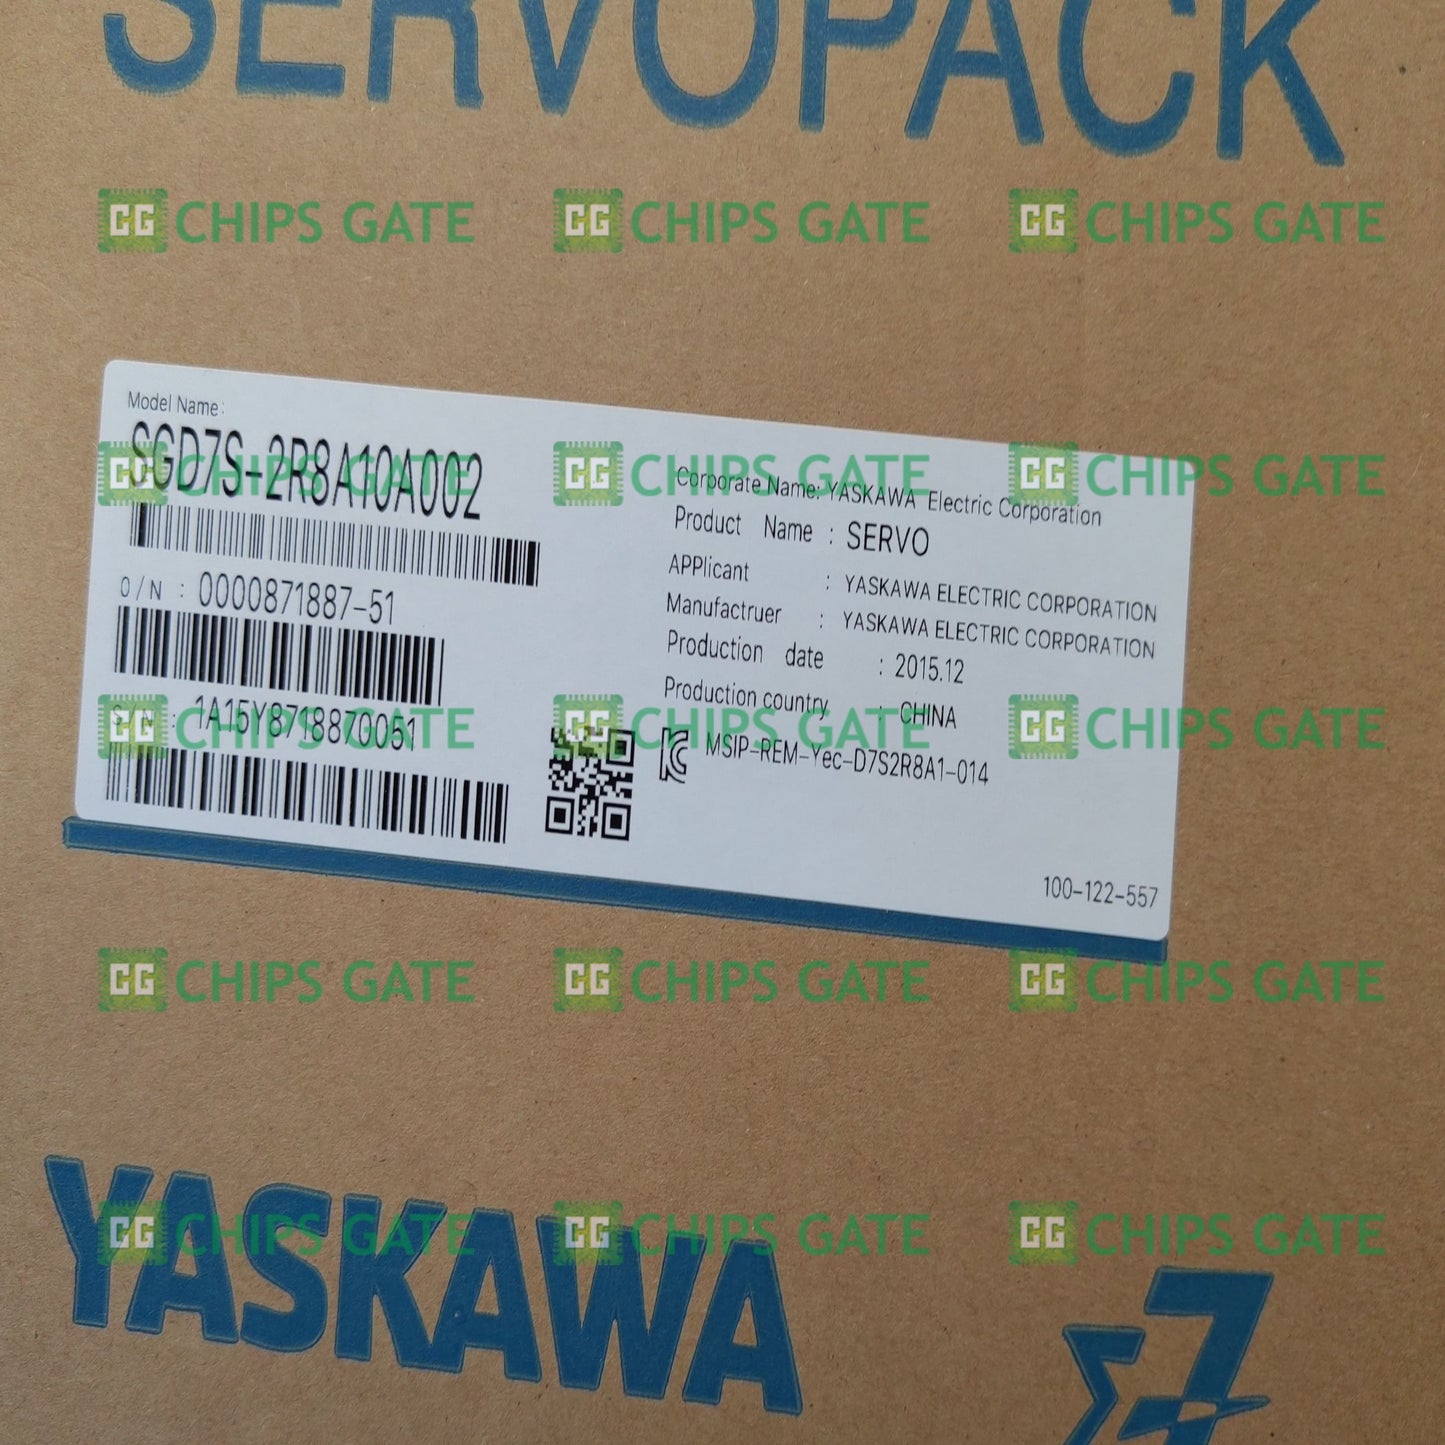 SERVOPACK
CG CHIPS GATE CG CHIPS GATE CG CHIPS GATE
Model Name:
SGD7S-2R8A10A002
CG CHIPS GATE CG CHIPS GATE CG CHIPS GATE
O/N : 0000871887-51
S/N : 1A15Y8718870051
Corporate Name: YASKAWA Electric Corporation
Product Name : SERVO
APPlicant : YASKAWA ELECTRIC CORPORATION
Manufactruer : YASKAWA ELECTRIC CORPORATION
Production date : 2015.12
Production country : CHINA
CG CHIPS GATE CG CHIPS GATE CG CHIPS GATE
MSIP-REM-Yec-D7S2R8A1-014
100-122-557
CG CHIPS GATE CG CHIPS GATE CG CHIPS GATE
CG CHIPS GATE CG CHIPS GATE CG CHIPS GATE
YASKAWA
Σ7